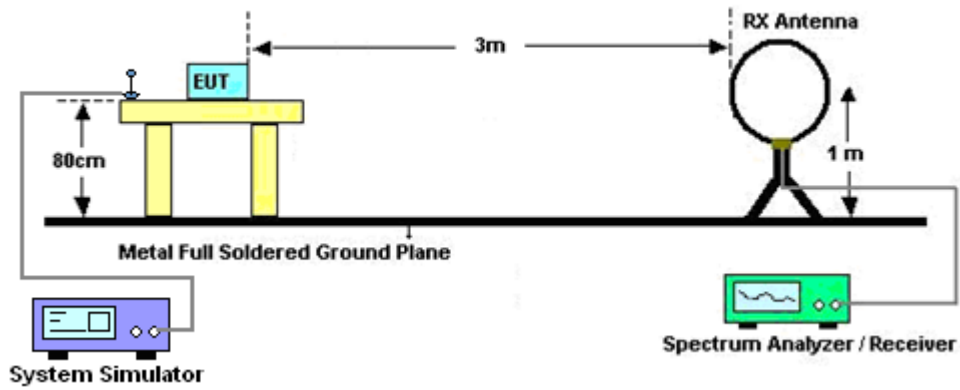 RX Antenna
3m
EUT
80cm
1 m
Metal Full Soldered Ground Plane
System Simulator
Spectrum Analyzer / Receiver